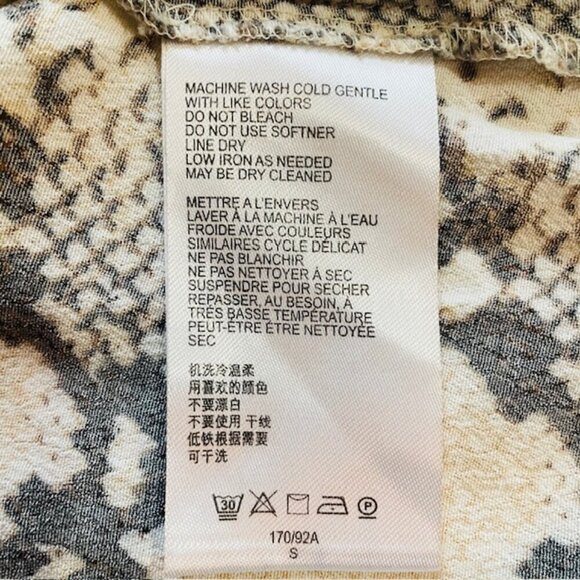 MACHINE WASH COLD GENTLE
WITH LIKE COLORS
DO NOT BLEACH
DO NOT USE SOFTNER
LINE DRY
LOW IRON AS NEEDED
MAY BE DRY CLEANED
METTRE A L'ENVERS
LAVER À LA MACHINE À L'EAU
FROIDE AVEC COULEURS
SIMILAIRES CYCLE DÉLICAT
NE PAS BLANCHIR
NE PAS NETTOYER À SEC
SUSPENDRE POUR SÉCHER
REPASSER, AU BESOIN, À
TRÈS BASSE TEMPÉRATURE
PEUT-ÊTRE ÊTRE NETTOYÉE
SEC
机洗冷温柔
用喜欢的颜色
不要漂白
不要使用 干线
低铁根据需要
可干洗
30 P
170/92A
S